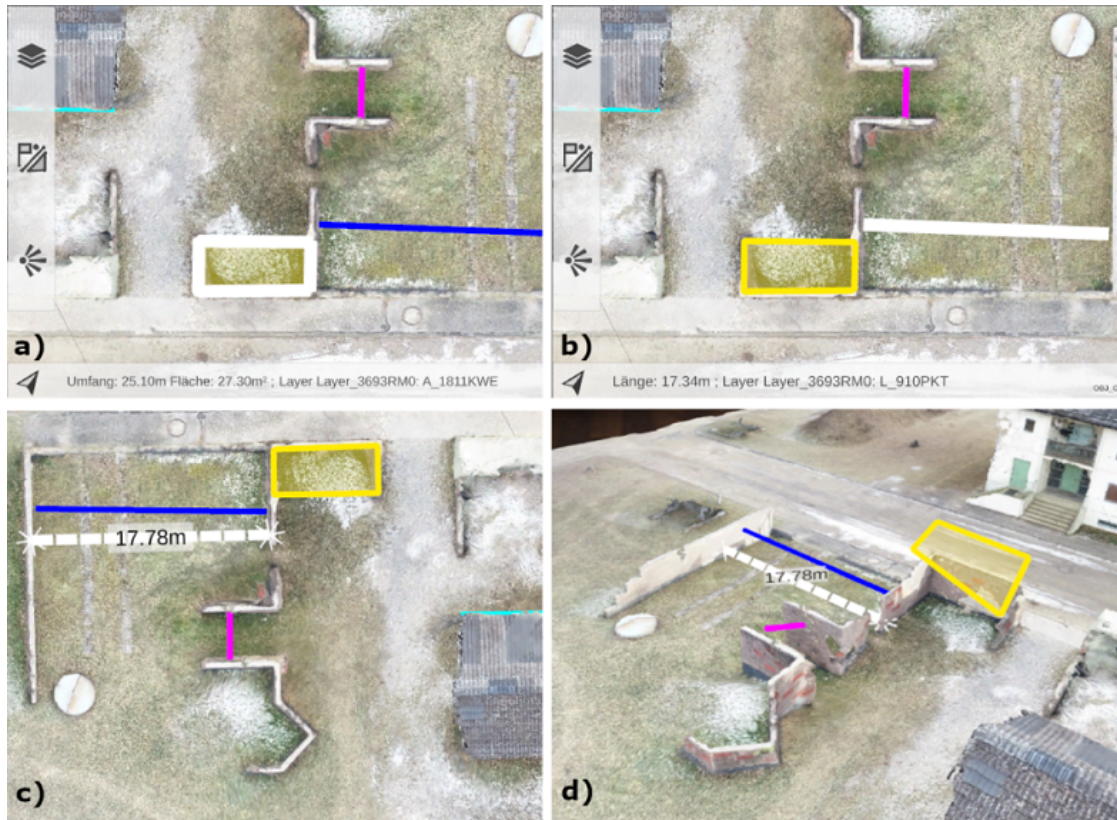 a)
Umfang: 25.10m Fläche: 27.30m² ; Layer Layer_3693RM0: A_1811KWE
b)
Länge: 17.34m ; Layer Layer_3693RM0: L_910PKT
17.78m
c)
17.78m
d)